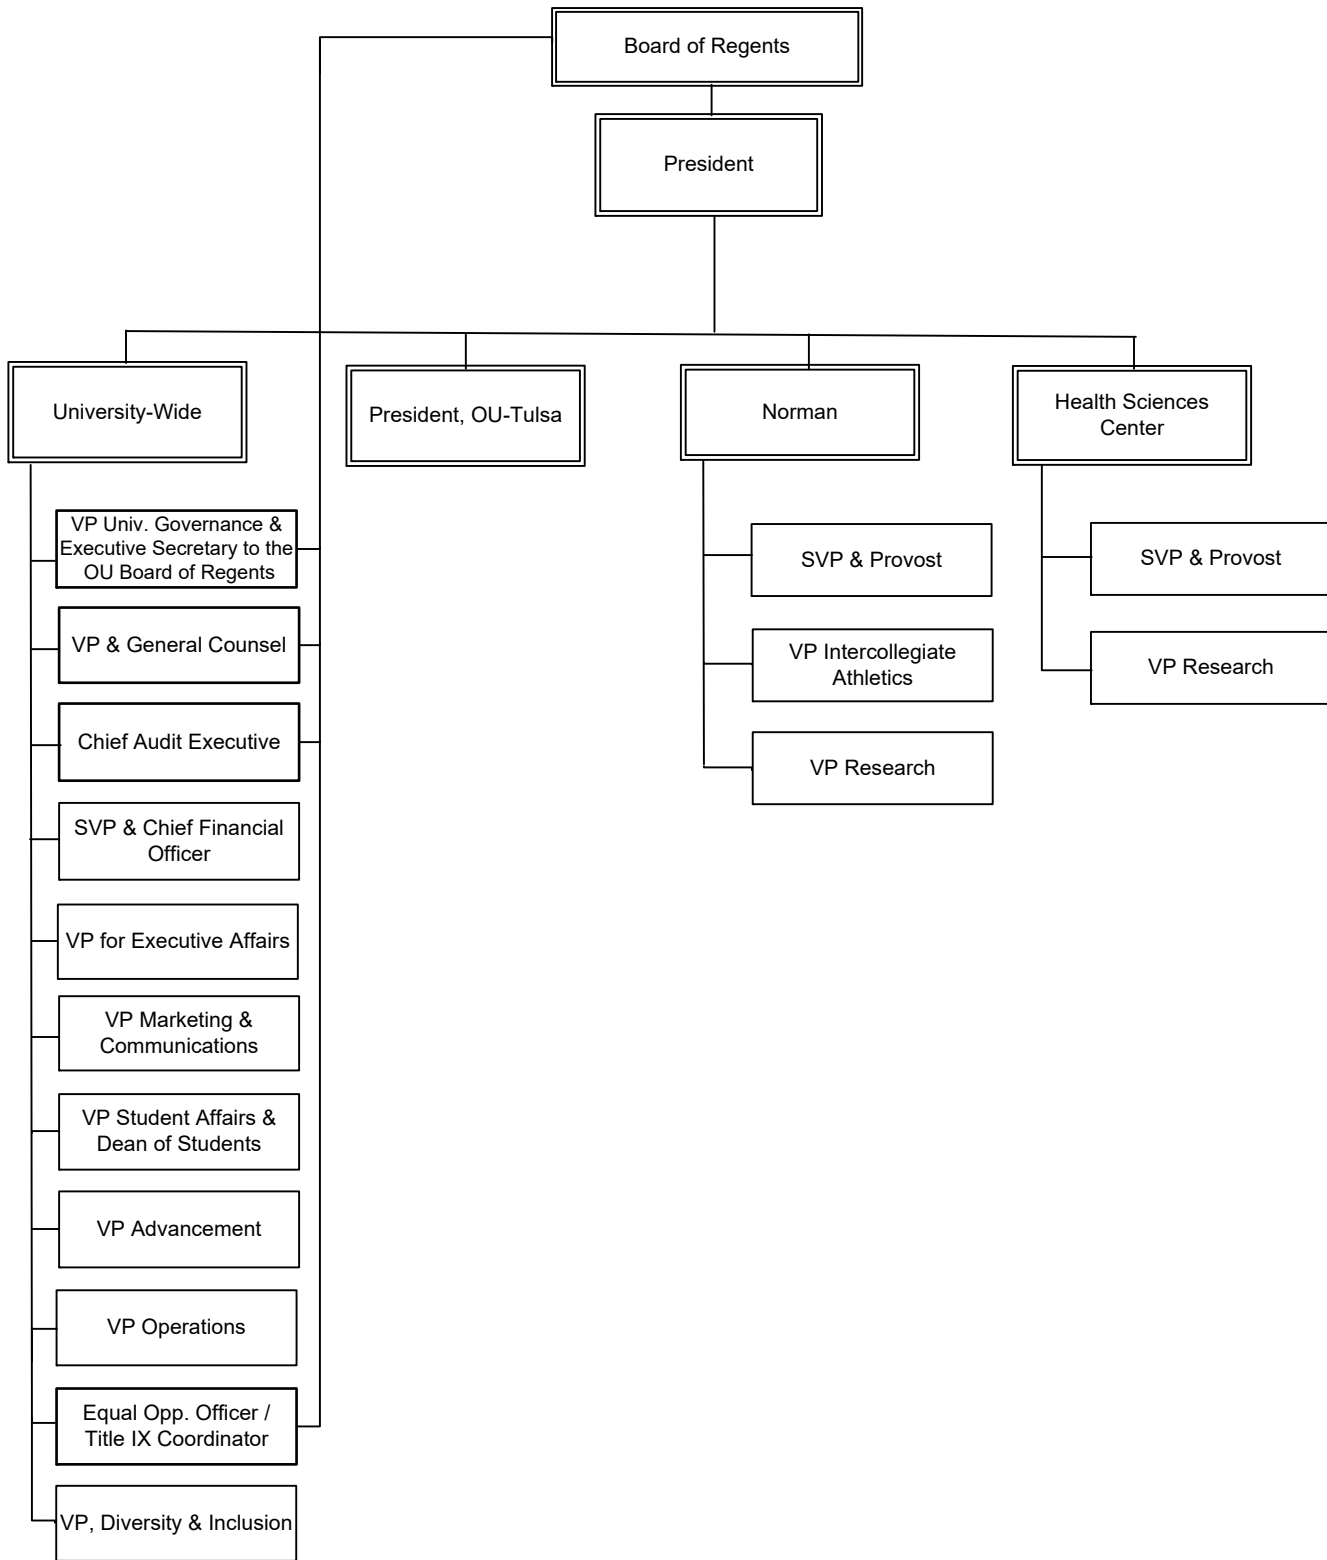 Board of Regents
President
University-Wide
President, OU-Tulsa
Norman
Health Sciences
Center
VP Univ. Governance &
Executive Secretary to the
OU Board of Regents
VP & General Counsel
Chief Audit Executive
SVP & Chief Financial
Officer
VP for Executive Affairs
VP Marketing &
Communications
VP Student Affairs &
Dean of Students
VP Advancement
VP Operations
Equal Opp. Officer /
Title IX Coordinator
VP, Diversity & Inclusion
SVP & Provost
VP Intercollegiate
Athletics
VP Research
SVP & Provost
VP Research